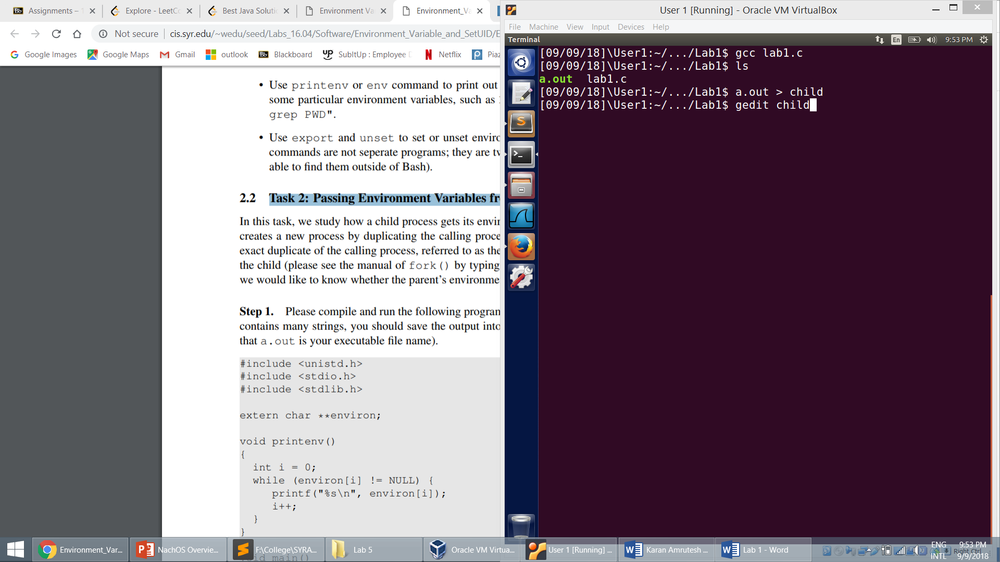 Assignments –
Explore - LeetC
Best Java Soluti
Environment Va
Environment_Va
Not secure
cis.syr.edu/~wedu/seed/Labs_16.04/Software/Environment_Variable_and_SetUID/E
Google Images
Google Maps
Gmail
outlook
Bb Blackboard
SubItUp : Employee
Netflix
Piaz
• Use printenv or env command to print out
some particular environment variables, such as
grep PWD".
• Use export and unset to set or unset enviro
commands are not seperate programs; they are tw
able to find them outside of Bash).
2.2 Task 2: Passing Environment Variables fr
In this task, we study how a child process gets its envir
creates a new process by duplicating the calling proce
exact duplicate of the calling process, referred to as the
the child (please see the manual of fork() by typing
we would like to know whether the parent's environme
Step 1. Please compile and run the following program
contains many strings, you should save the output into
that a.out is your executable file name).
#include <unistd.h>
#include <stdio.h>
#include <stdlib.h>
extern char **environ;
void printenv()
{
int i = 0;
while (environ[i] != NULL) {
printf("%s\n", environ[i]);
i++;
}
}
void main()
User 1 [Running] - Oracle VM VirtualBox
File Machine View Input Devices Help
Terminal
En
9:53 PM
[09/09/18]\User1:~/.../Lab1$ gcc lab1.c
[09/09/18]\User1:~/.../Lab1$ ls
a.out lab1.c
[09/09/18]\User1:~/.../Lab1$ a.out > child
[09/09/18]\User1:~/.../Lab1$ gedit child
Environment_Var...
NachOS Overvie...
F:\College\SYRA...
Lab 5
Oracle VM Virtua...
User 1 [Running] ...
Karan Amrutesh ...
Lab 1 - Word
ENG
INTL
9:53 PM
9/9/2018
Right Ctrl